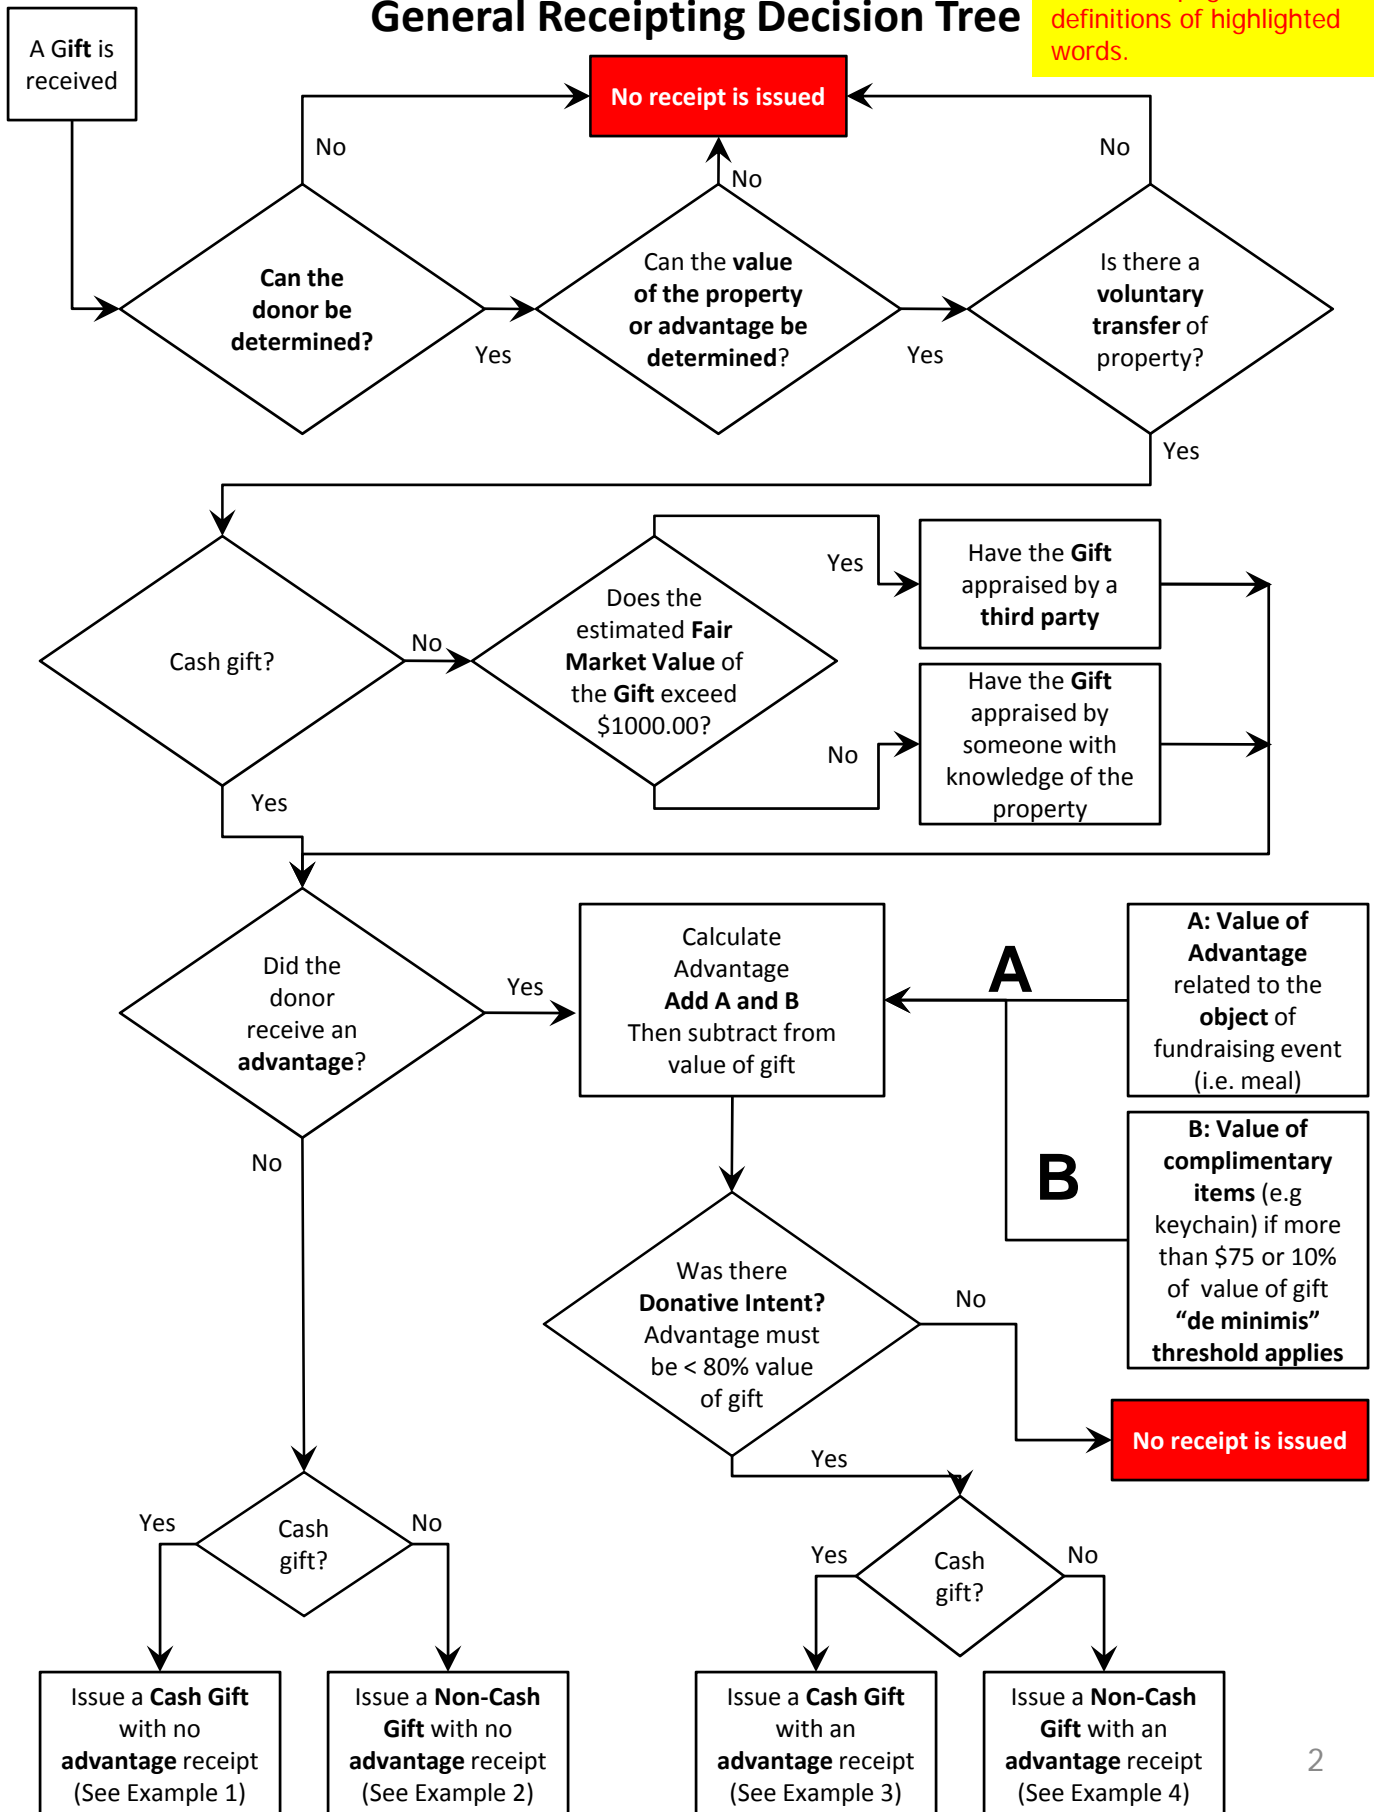 General Receipting Decision Tree
definitions of highlighted
words.
A Gift is
received
No receipt is issued
No
No
No
Can the
donor be
determined?
Yes
Can the value
of the property
or advantage be
determined?
Yes
Is there a
voluntary
transfer of
property?
Yes
Cash gift?
No
Does the
estimated Fair
Market Value of
the Gift exceed
$1000.00?
Yes
Have the Gift
appraised by a
third party
No
Have the Gift
appraised by
someone with
knowledge of the
property
Yes
Did the
donor
receive an
advantage?
Yes
Calculate
Advantage
Add A and B
Then subtract from
value of gift
A
A: Value of
Advantage
related to the
object of
fundraising event
(i.e. meal)
B
B: Value of
complimentary
items (e.g
keychain) if more
than $75 or 10%
of value of gift
“de minimis”
threshold applies
No
Was there
Donative Intent?
Advantage must
be < 80% value
of gift
No
No receipt is issued
Yes
Cash
gift?
Yes
No
Cash
gift?
Yes
No
Issue a Cash Gift
with no
advantage receipt
(See Example 1)
Issue a Non-Cash
Gift with no
advantage receipt
(See Example 2)
Issue a Cash Gift
with an
advantage receipt
(See Example 3)
Issue a Non-Cash
Gift with an
advantage receipt
(See Example 4)
2